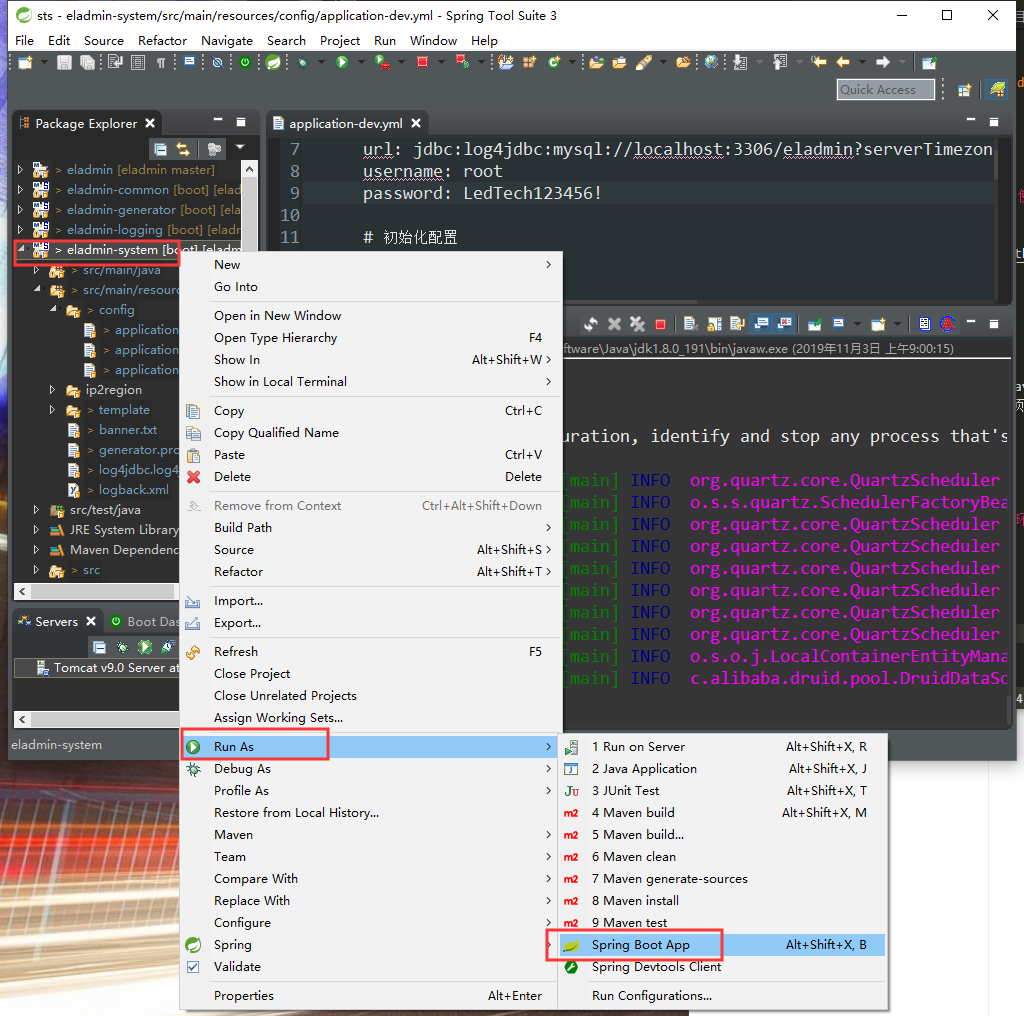 sts - eladmin-system/src/main/resources/config/application-dev.yml - Spring Tool Suite 3
File Edit Source Refactor Navigate Search Project Run Window Help
Quick Access
Package Explorer
> eladmin [eladmin master]
> eladmin-common [boot] [elad
> eladmin-generator [boot] [ela
> eladmin-logging [boot] [eladn
> eladmin-system [boot] [eladm
> src/main/java
> src/main/resourc
> config
> application
> application
> application
ip2region
> template
> banner.txt
> generator.pro
> log4jdbc.log4
> logback.xml
src/test/java
JRE System Library
Maven Dependenc
> src
Servers
Boot Das
Tomcat v9.0 Server at
eladmin-system
application-dev.yml
7 url: jdbc:log4jdbc:mysql://localhost:3306/eladmin?serverTimezon
8 username: root
9 password: LedTech123456!
10
11 # 初始化配置
ftware\Java\jdk1.8.0_191\bin\javaw.exe (2019年11月3日 上午9:00:15)
uration, identify and stop any process that's
[main] INFO org.quartz.core.QuartzScheduler
[main] INFO o.s.s.quartz.SchedulerFactoryBea
[main] INFO org.quartz.core.QuartzScheduler
[main] INFO org.quartz.core.QuartzScheduler
[main] INFO org.quartz.core.QuartzScheduler
[main] INFO org.quartz.core.QuartzScheduler
[main] INFO org.quartz.core.QuartzScheduler
[main] INFO org.quartz.core.QuartzScheduler
[main] INFO o.s.o.j.LocalContainerEntityMana
[main] INFO c.alibaba.druid.pool.DruidDataSo
New
Go Into
Open in New Window
Open Type Hierarchy F4
Show In Alt+Shift+W
Show in Local Terminal
Copy Ctrl+C
Copy Qualified Name
Paste Ctrl+V
Delete Delete
Remove from Context Ctrl+Alt+Shift+Down
Build Path
Source Alt+Shift+S
Refactor Alt+Shift+T
Import...
Export...
Refresh F5
Close Project
Close Unrelated Projects
Assign Working Sets...
Run As
Debug As
Profile As
Restore from Local History...
Maven
Team
Compare With
Replace With
Configure
Spring
Validate
Properties Alt+Enter
1 Run on Server Alt+Shift+X, R
2 Java Application Alt+Shift+X, J
Ju 3 JUnit Test Alt+Shift+X, T
m2 4 Maven build Alt+Shift+X, M
m2 5 Maven build...
m2 6 Maven clean
m2 7 Maven generate-sources
m2 8 Maven install
m2 9 Maven test
Spring Boot App Alt+Shift+X, B
Spring Devtools Client
Run Configurations...